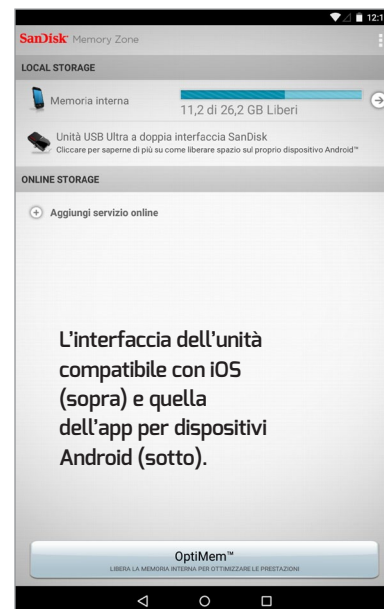 12:1
SanDisk Memory Zone
LOCAL STORAGE
Memoria interna
11,2 di 26,2 GB Liberi
Unità USB Ultra a doppia interfaccia SanDisk
Cliccare per saperne di più su come liberare spazio sul proprio dispositivo Android™
ONLINE STORAGE
Aggiungi servizio online
L’interfaccia dell’unità
compatibile con iOS
(sopra) e quella
dell’app per dispositivi
Android (sotto).
OptiMem™
LIBERA LA MEMORIA INTERNA PER OTTIMIZZARE LE PRESTAZIONI